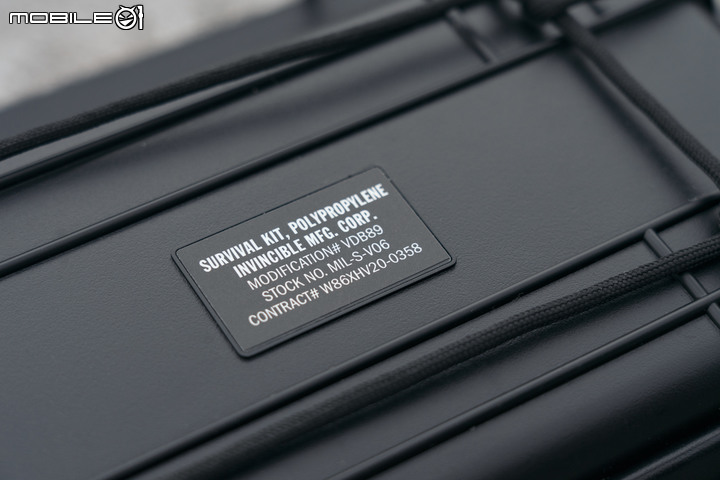 MOBILE01
SURVIVAL KIT, POLYPROPYLENE
INVINCIBLE MFG. CORP.
MODIFICATION# VDB89
STOCK NO. MIL-S-V06
CONTRACT# W86XHV20-0358